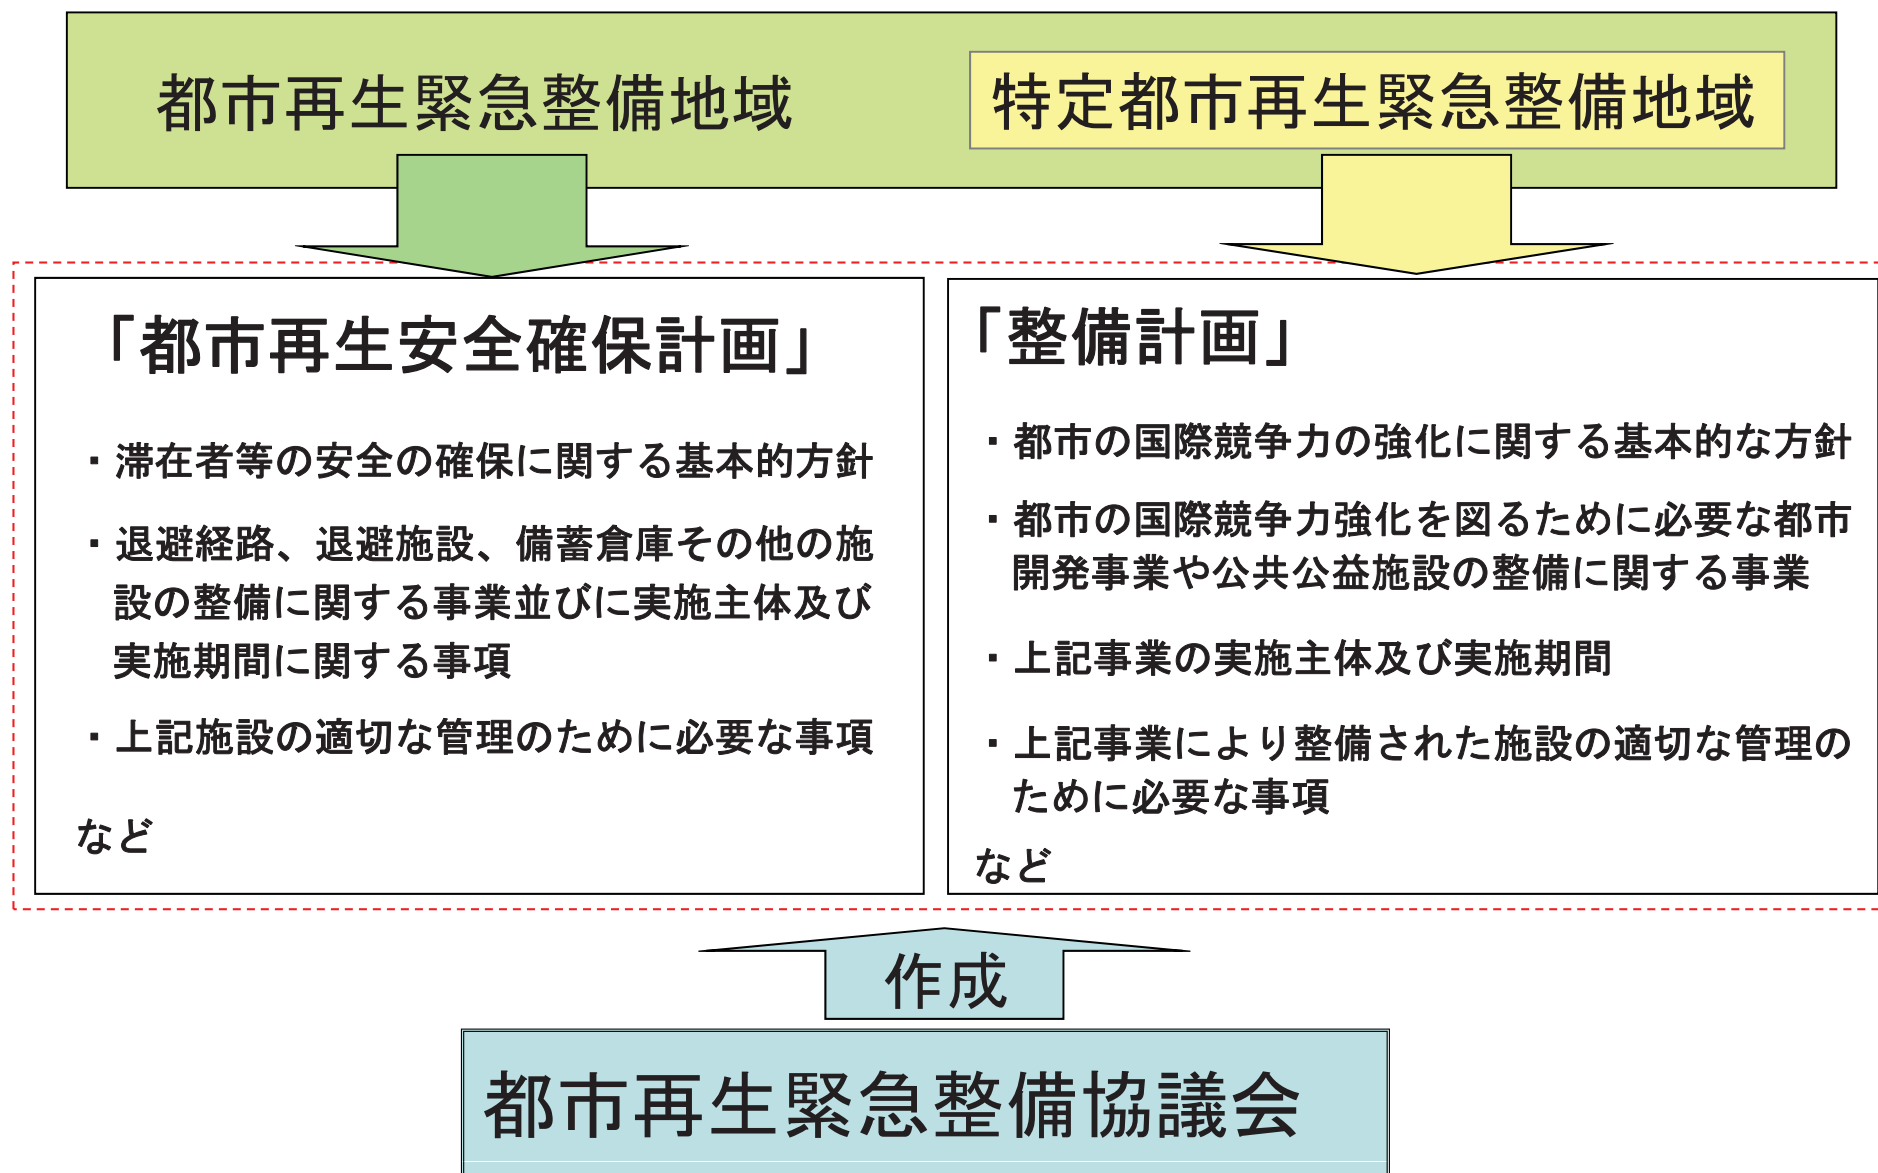 都市再生緊急整備地域
特定都市再生緊急整備地域
「都市再生安全確保計画」
・滞在者等の安全の確保に関する基本的方針
・退避経路、退避施設、備蓄倉庫その他の施
設の整備に関する事業並びに実施主体及び
実施期間に関する事項
・上記施設の適切な管理のために必要な事項
など
「整備計画」
・都市の国際競争力の強化に関する基本的な方針
・都市の国際競争力強化を図るために必要な都市
開発事業や公共公益施設の整備に関する事業
・上記事業の実施主体及び実施期間
・上記事業により整備された施設の適切な管理の
ために必要な事項
など
作成
都市再生緊急整備協議会